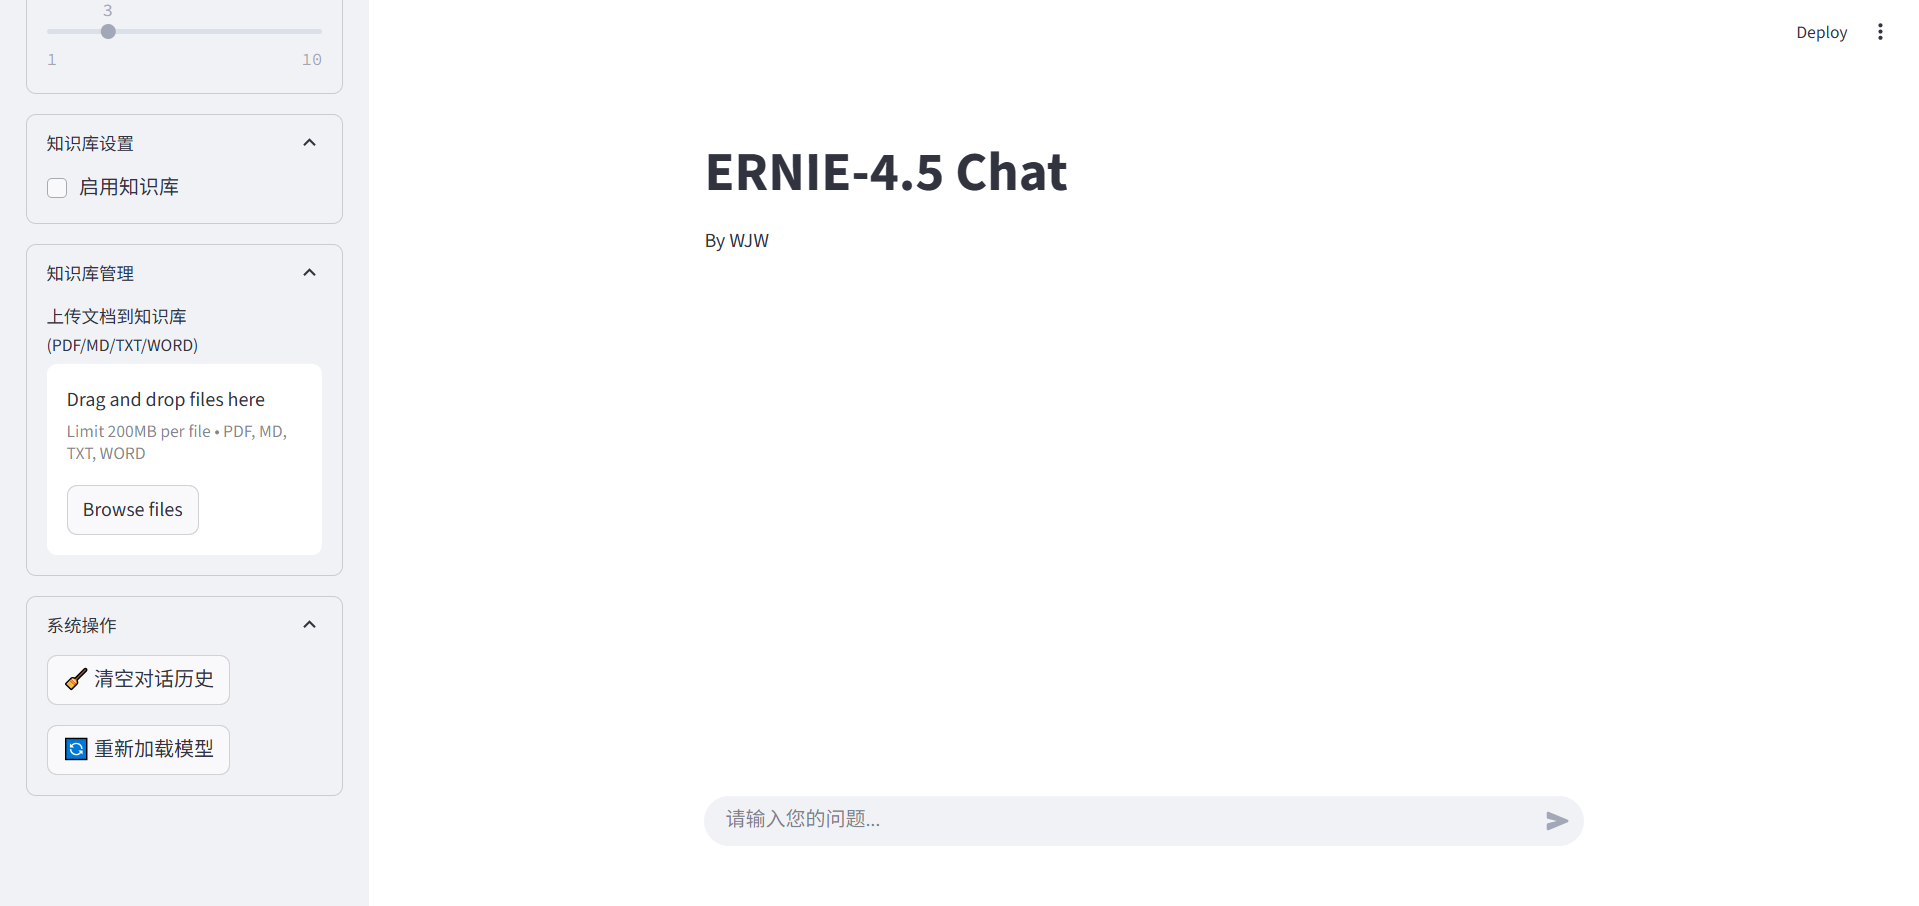 3
1 10
知识库设置
启用知识库
知识库管理
上传文档到知识库
(PDF/MD/TXT/WORD)
Drag and drop files here
Limit 200MB per file • PDF, MD,
TXT, WORD
Browse files
系统操作
清空对话历史
重新加载模型
Deploy
ERNIE-4.5 Chat
By WJW
请输入您的问题...